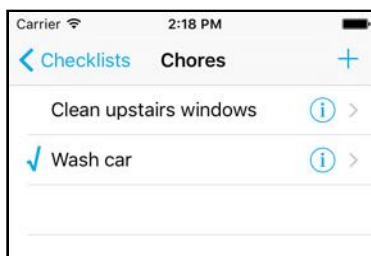 Carrier 2:18 PM
Checklists Chores +
Clean upstairs windows i
Wash car i